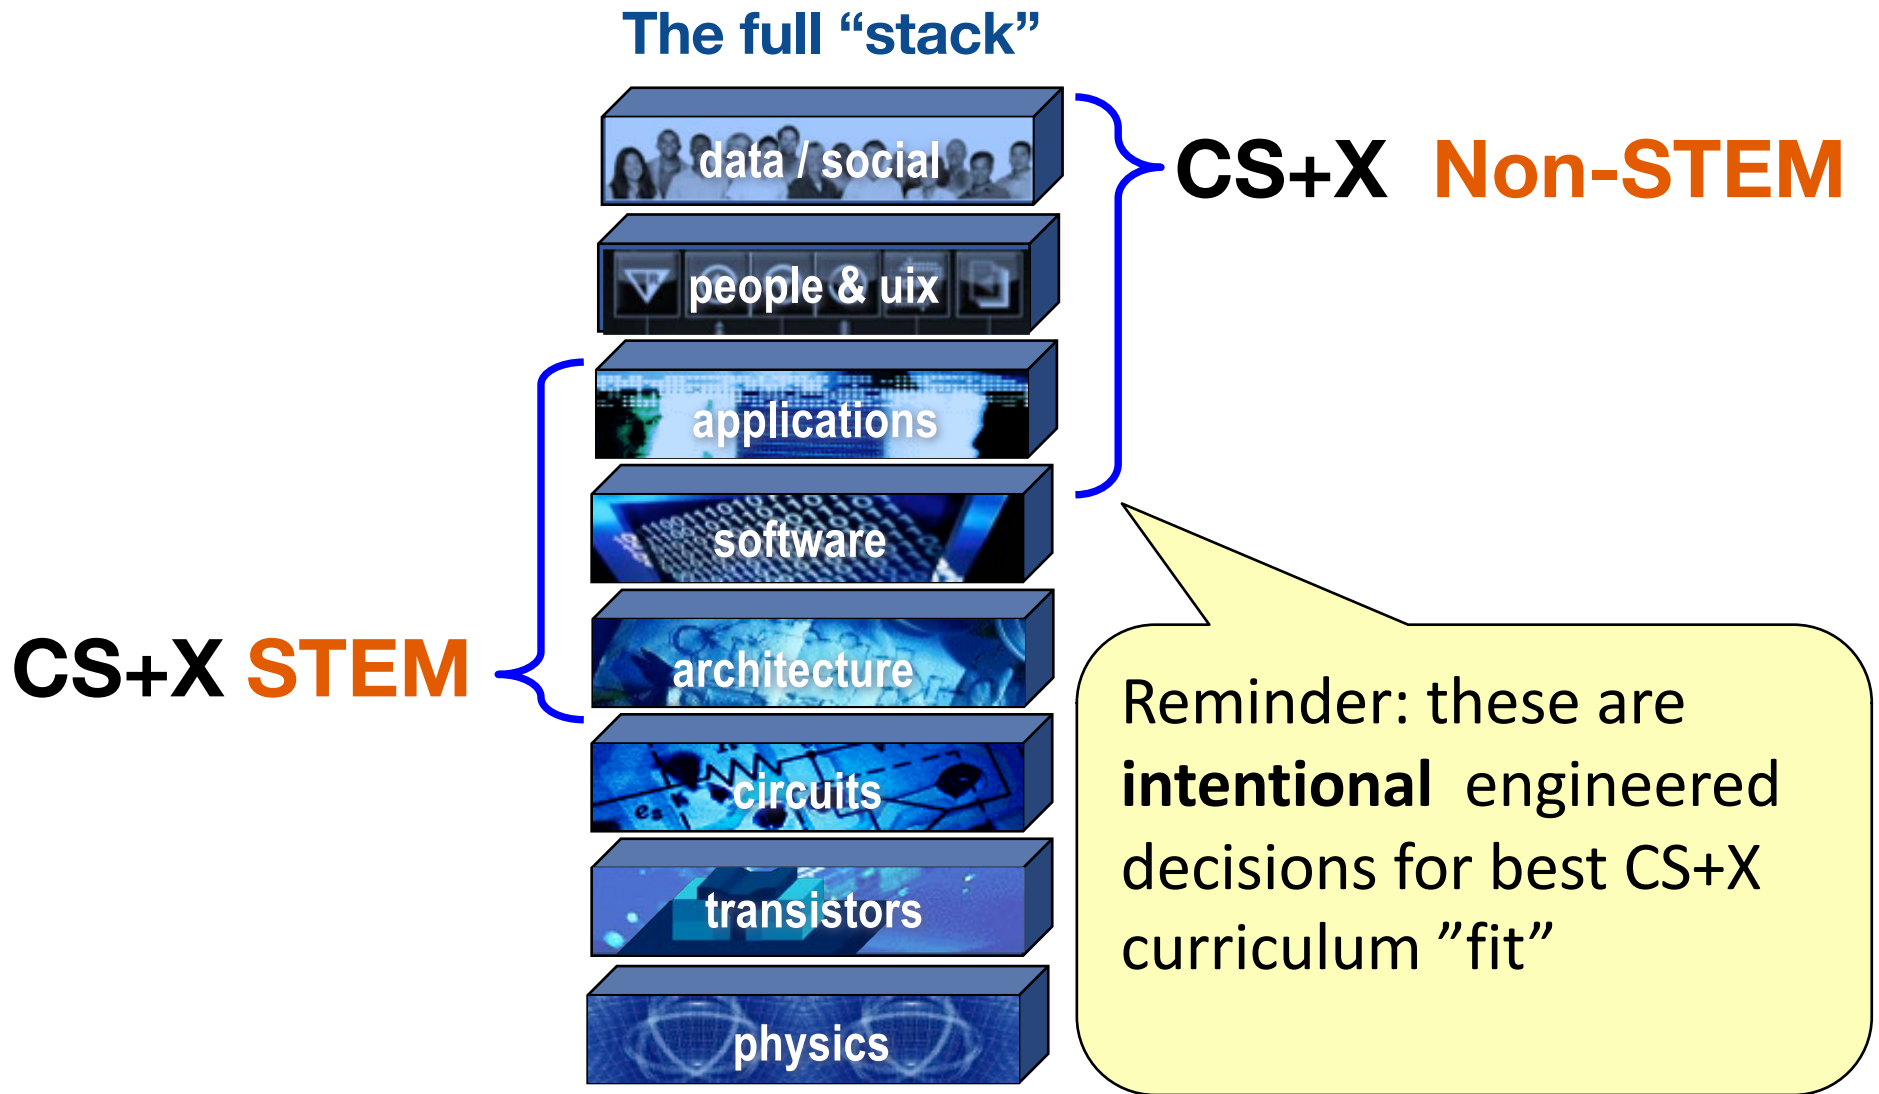 The full “stack”
data / social
CS+X Non-STEM
people & uix
applications
software
CS+X STEM
architecture
circuits
transistors
physics
Reminder: these are
intentional engineered
decisions for best CS+X
curriculum ”fit”